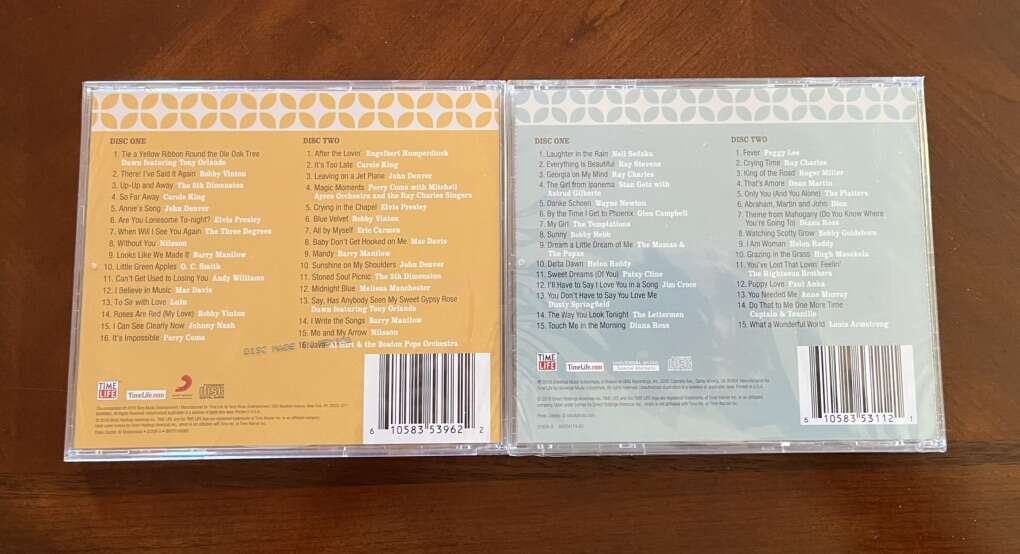 DISC ONE
1. Tie a Yellow Ribbon Round the Ole Oak Tree
Dawn featuring Tony Orlando
2. There! I've Said It Again Bobby Vinton
3. Up-Up and Away The 5th Dimension
4. So Far Away Carole King
5. Annie's Song John Denver
6. Are You Lonesome To-night? Elvis Presley
7. When Will I See You Again The Three Degrees
8. Without You Nilsson
9. Looks Like We Made It Barry Manilow
10. Little Green Apples O. C. Smith
11. Can't Get Used to Losing You Andy Williams
12. I Believe in Music Mac Davis
13. To Sir with Love Lulu
14. Roses Are Red (My Love) Bobby Vinton
15. I Can See Clearly Now Johnny Nash
16. It's Impossible Perry Como
DISC TWO
1. After the Lovin' Engelbert Humperdinck
2. It's Too Late Carole King
3. Leaving on a Jet Plane John Denver
4. Magic Moments Perry Como with Mitchell
Ayres Orchestra and the Ray Charles Singers
5. Crying in the Chapel Elvis Presley
6. Blue Velvet Bobby Vinton
7. All by Myself Eric Carmen
8. Baby Don't Get Hooked on Me Mac Davis
9. Mandy Barry Manilow
10. Sunshine on My Shoulders John Denver
11. Stoned Soul Picnic The 5th Dimension
12. Midnight Blue Melissa Manchester
13. Say, Has Anybody Seen My Sweet Gypsy Rose
Dawn featuring Tony Orlando
14. I Write the Songs Barry Manilow
15. Me and My Arrow Nilsson
16. Java Al Hirt & the Boston Pops Orchestra
DISC MADE IN
TIME
LIFE
TimeLife.com
6 10583 53962 2
DISC ONE
1. Laughter in the Rain Neil Sedaka
2. Everything Is Beautiful Ray Stevens
3. Georgia on My Mind Ray Charles
4. The Girl from Ipanema Stan Getz with
Astrud Gilberto
5. Danke Schoen Wayne Newton
6. By the Time I Get to Phoenix Glen Campbell
7. My Girl The Temptations
8. Sunny Bobby Hebb
9. Dream a Little Dream of Me The Mamas &
The Papas
10. Delta Dawn Helen Reddy
11. Sweet Dreams (Of You) Patsy Cline
12. I'll Have to Say I Love You in a Song Jim Croce
13. You Don't Have to Say You Love Me
Dusty Springfield
14. The Way You Look Tonight The Lettermen
15. Touch Me in the Morning Diana Ross
DISC TWO
1. Fever Peggy Lee
2. Crying Time Ray Charles
3. King of the Road Roger Miller
4. That's Amore Dean Martin
5. Only You (And You Alone) The Platters
6. Abraham, Martin and John Dion
7. Theme from Mahogany (Do You Know Where
You're Going To) Diana Ross
8. Watching Scotty Grow Bobby Goldsboro
9. I Am Woman Helen Reddy
10. Grazing in the Grass Hugh Masekela
11. You've Lost That Lovin' Feelin'
The Righteous Brothers
12. Puppy Love Paul Anka
13. You Needed Me Anne Murray
14. Do That to Me One More Time
Captain & Tennille
15. What a Wonderful World Louis Armstrong
TIME
LIFE
TimeLife.com
UNIVERSAL MUSIC
Special Markets
6 10583 53112 1